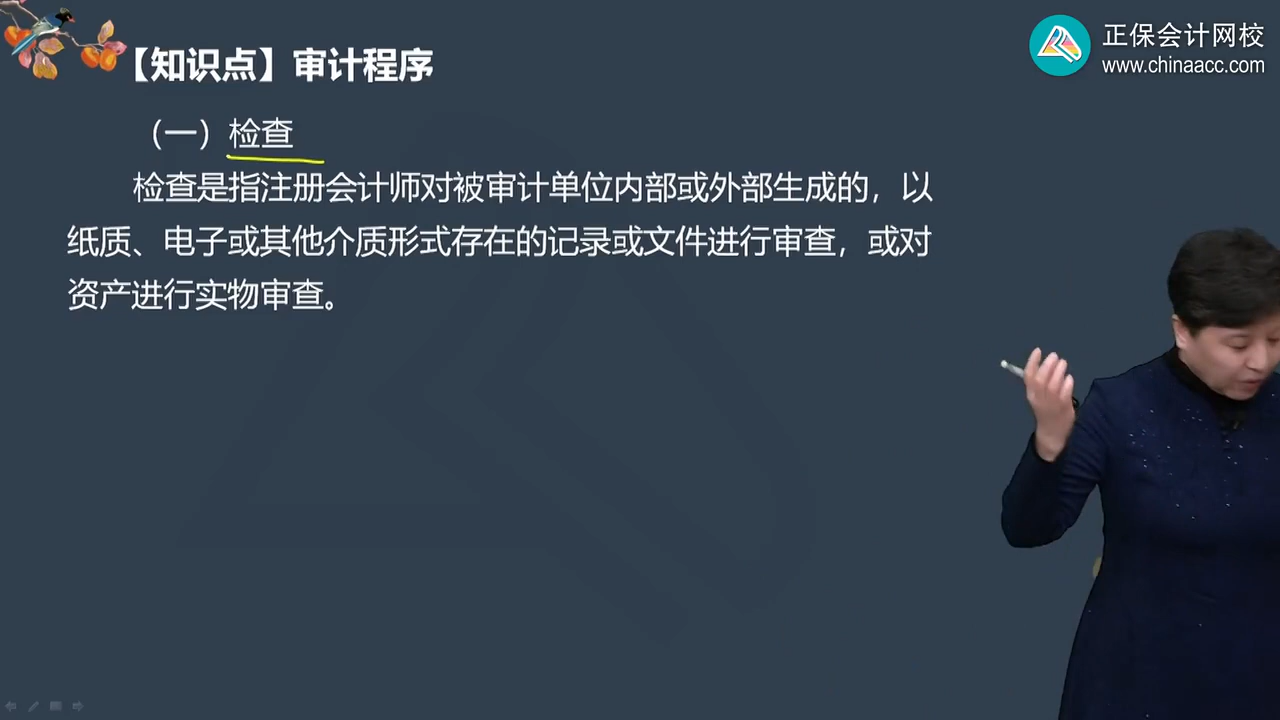 【知识点】审计程序
正保会计网校
www.chinaacc.com
（一）检查
检查是指注册会计师对被审计单位内部或外部生成的，以
纸质、电子或其他介质形式存在的记录或文件进行审查，或对
资产进行实物审查。